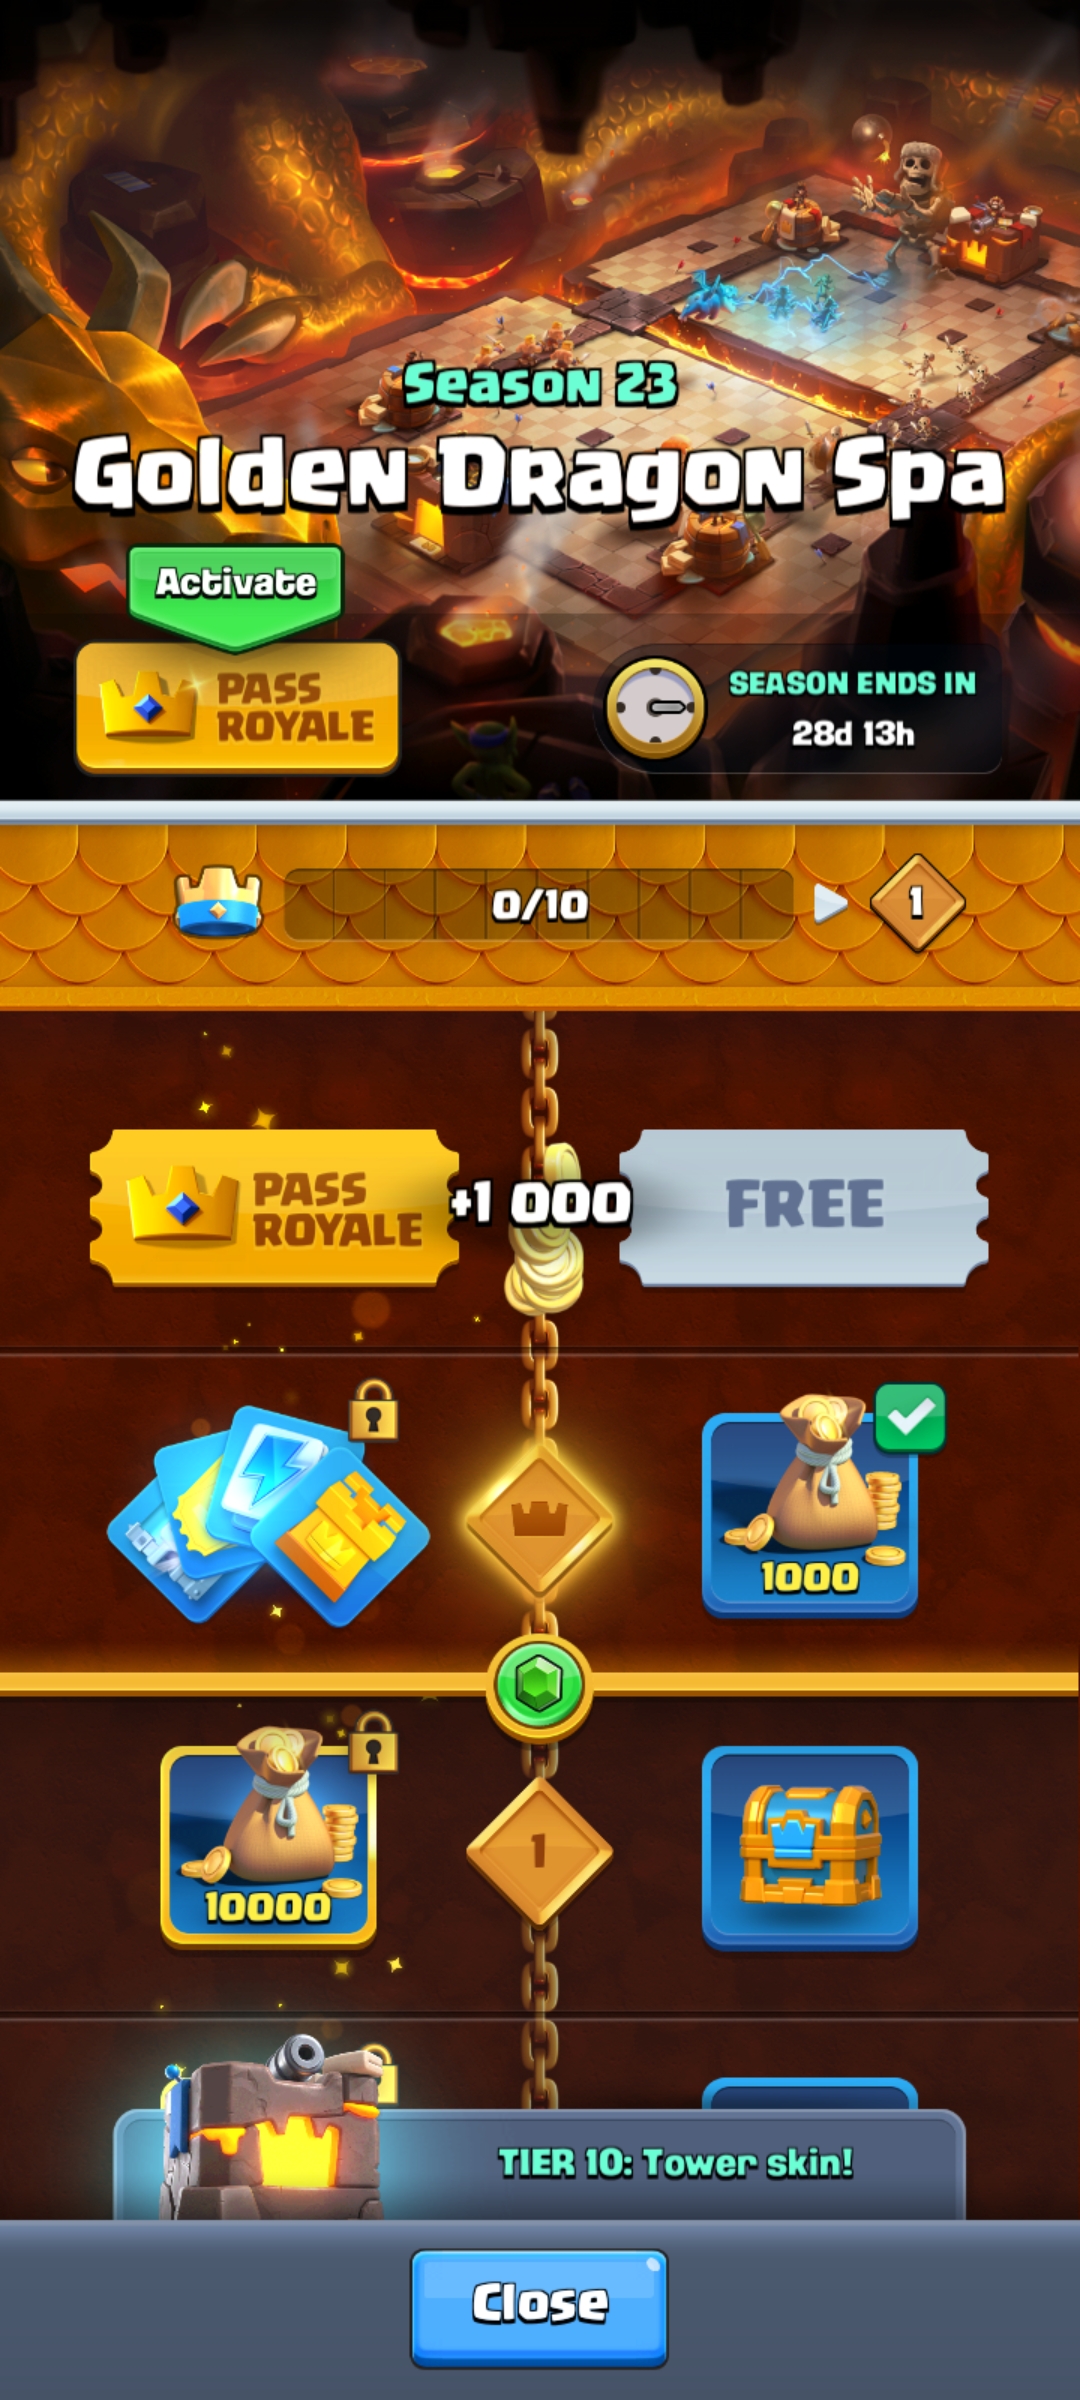 Season 23
Golden Dragon Spa
Activate
PASS
ROYALE
SEASON ENDS IN
28d 13h
0/10
1
PASS
ROYALE
+1 000
FREE
1000
10000
1
TIER 10: Tower skin!
Close